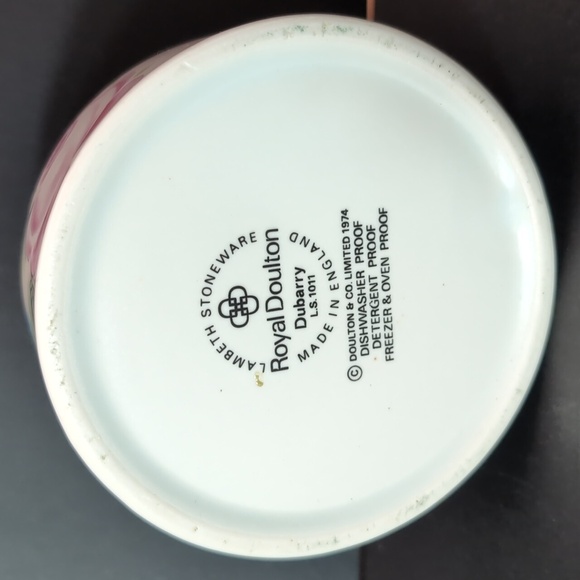 LAMBETH STONEWARE
Royal Doulton
Dubarry
L.S. 1011
MADE IN ENGLAND
© DOULTON & CO. LIMITED 1974
DISHWASHER PROOF
DETERGENT PROOF
FREEZER & OVEN PROOF